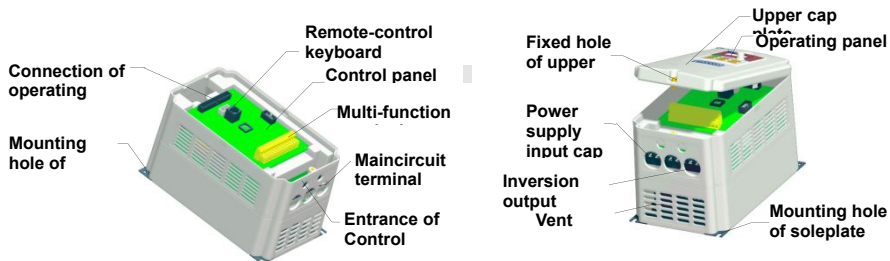 Remote-control
keyboard
Connection of
operating
Control panel
Multi-function
Mounting
hole of
Maincircuit
terminal
Entrance of
Control
Upper cap
Operating panel
Fixed hole
of upper
Power
supply
input cap
Inversion
output
Vent
Mounting hole
of soleplate